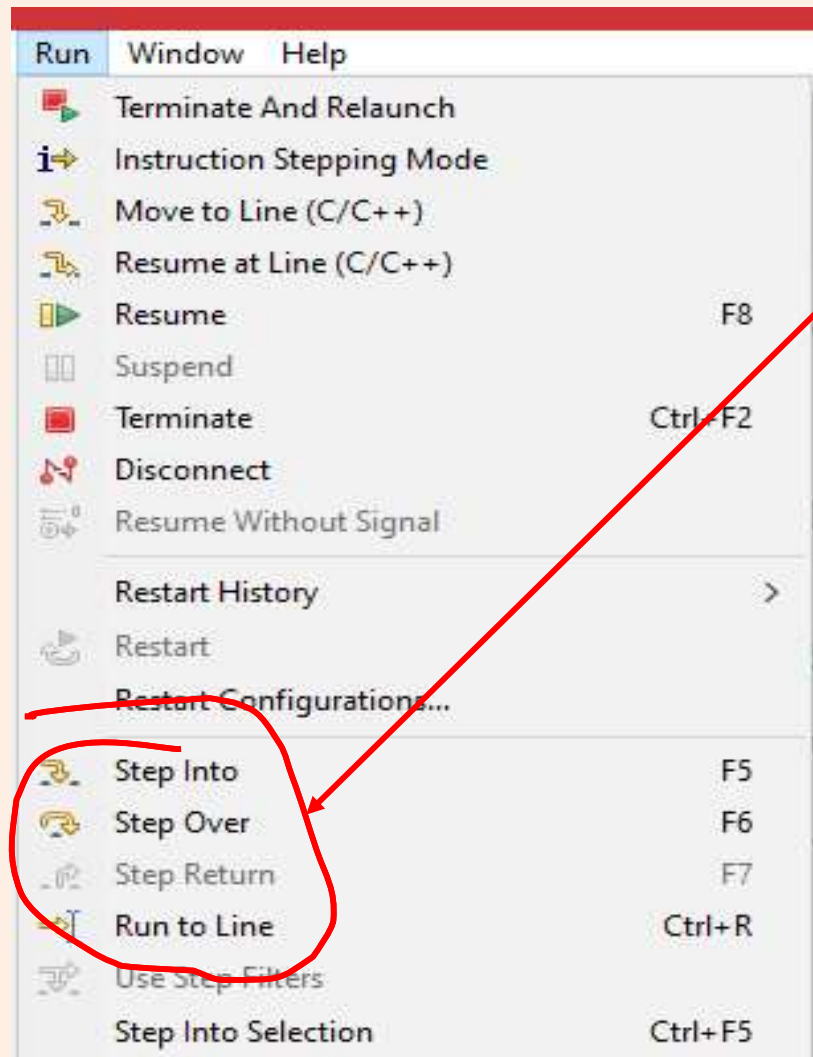 Run Window Help
Terminate And Relaunch
Instruction Stepping Mode
Move to Line (C/C++)
Resume at Line (C/C++)
Resume F8
Suspend
Terminate Ctrl+F2
Disconnect
Resume Without Signal
Restart History >
Restart
Restart Configurations...
Step Into F5
Step Over F6
Step Return F7
Run to Line Ctrl+R
Use Step Filters
Step Into Selection Ctrl+F5